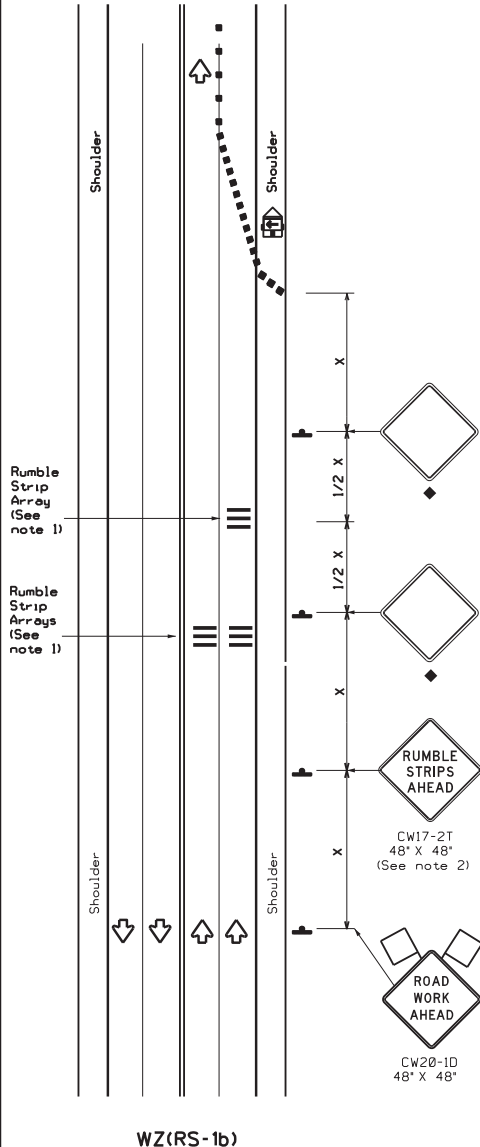 Shoulder
Shoulder
X
1/2 X
Rumble
Strip
Array
(See
note 1)
1/2 X
Rumble
Strip
Arrays
(See
note 1)
X
RUMBLE
STRIPS
AHEAD
CW17-2T
48" X 48"
(See note 2)
X
Shoulder
Shoulder
ROAD
WORK
AHEAD
CW20-1D
48" X 48"
WZ(RS-1b)